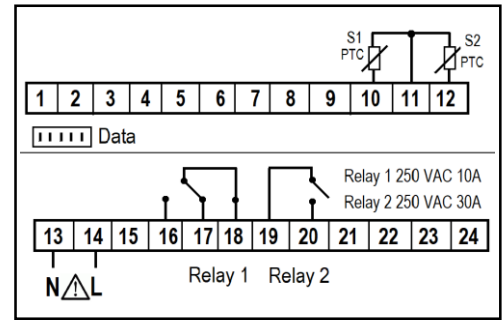 S1 S2
PTC PTC
1 2 3 4 5 6 7 8 9 10 11 12
Data
Relay 1 250 VAC 10A
Relay 2 250 VAC 30A
13 14 15 16 17 18 19 20 21 22 23 24
N L Relay 1 Relay 2